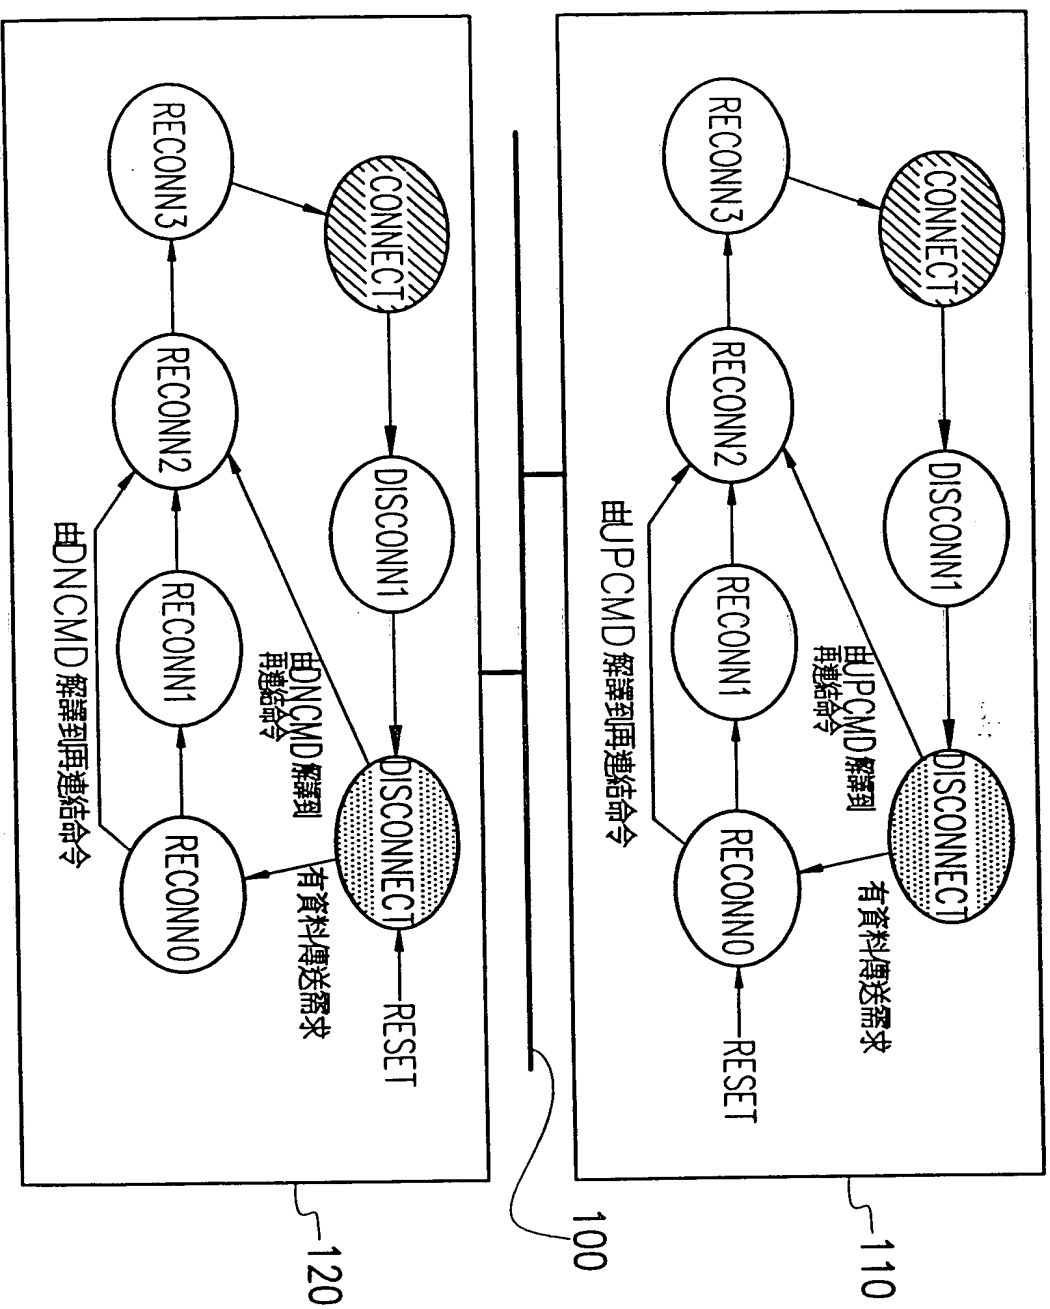 CONNECT
DISCONN1
DISCONNECT
由UPCMD解譯到
再連結命令
有資料傳送需求
RECONN3
RECONN2
RECONN1
RECONN0
RESET
由UPCMD解譯到再連結命令
110
100
CONNECT
DISCONN1
DISCONNECT
RESET
由DNCMD解譯到
再連結命令
有資料傳送需求
RECONN3
RECONN2
RECONN1
RECONN0
由DNCMD解譯到再連結命令
120